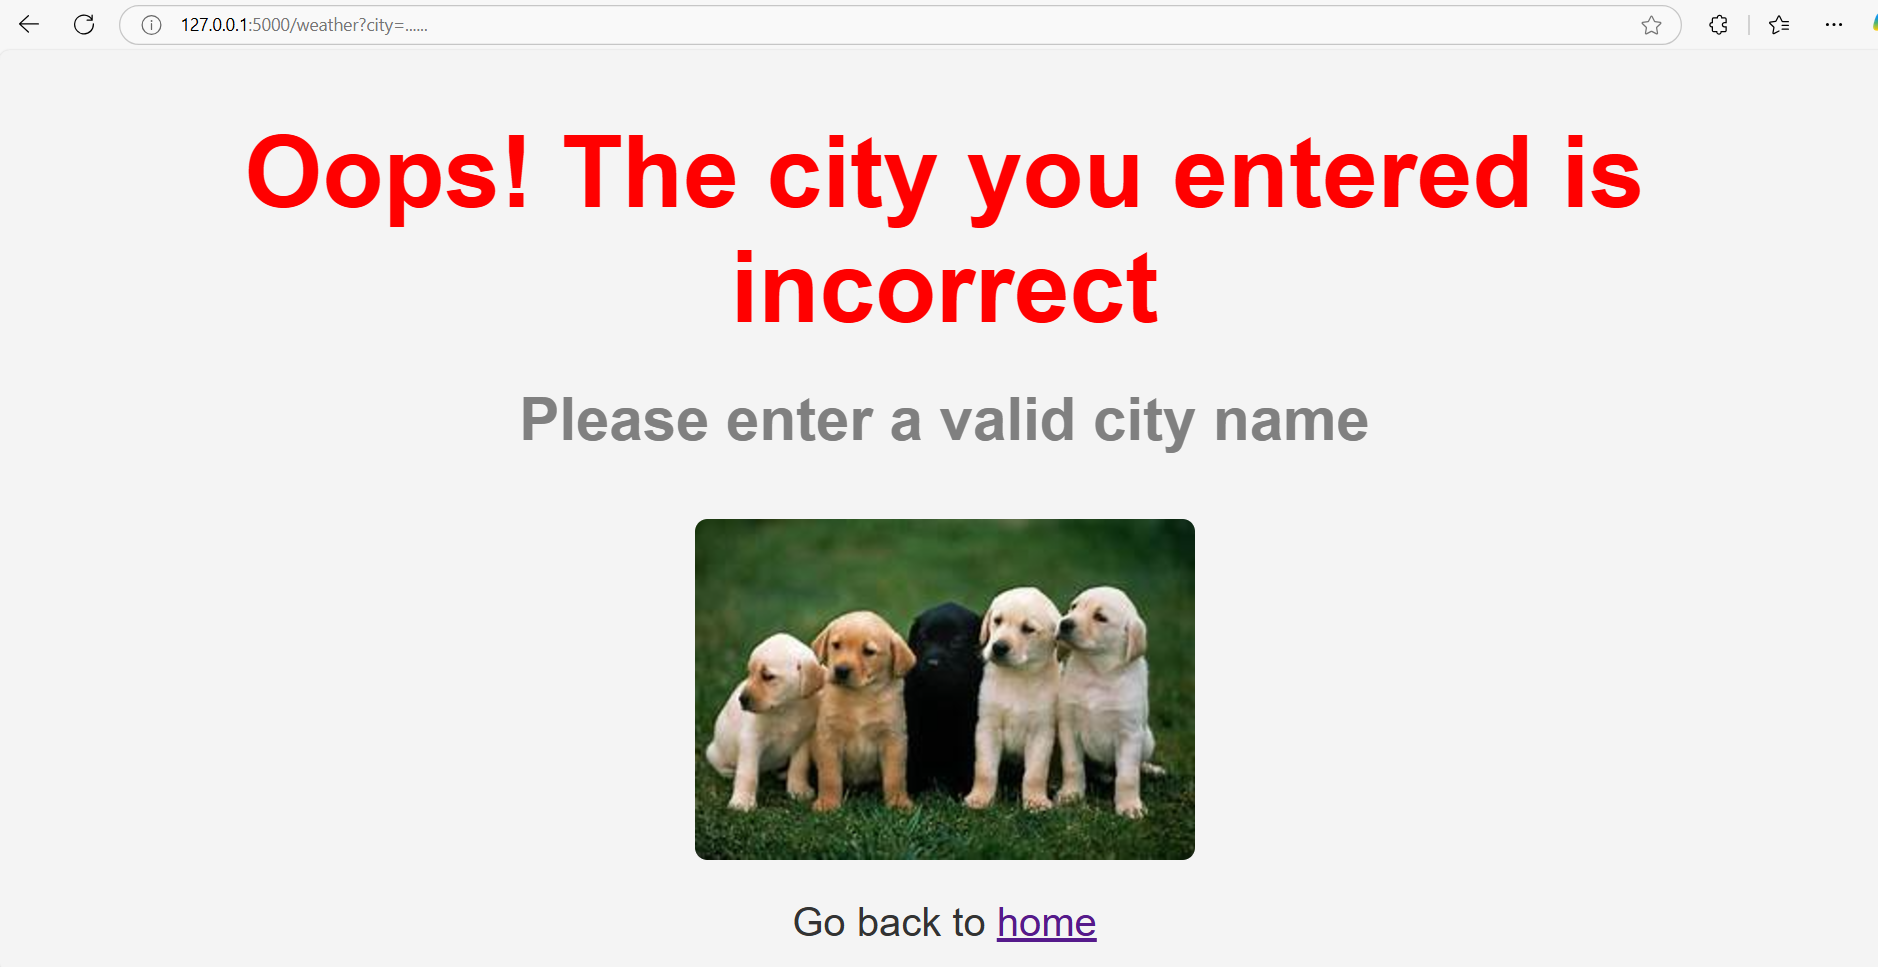 127.0.0.1:5000/weather?city=......
Oops! The city you entered is
incorrect
Please enter a valid city name
Go back to home